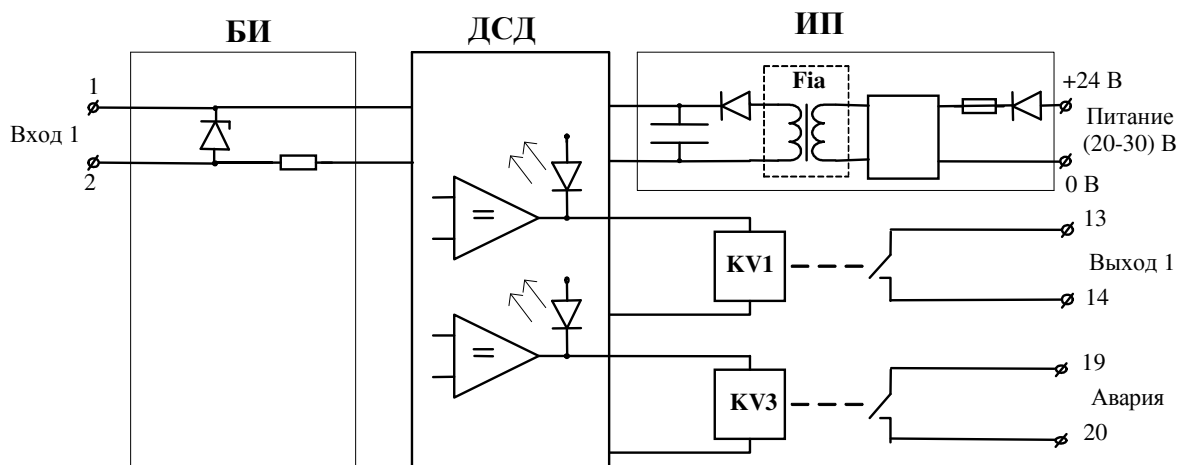 БИ
ДСД
ИП
1
Вход 1
2
Fia
+24 В
Питание
(20-30) В
0 В
=
KV1
13
Выход 1
14
=
KV3
19
Авария
20